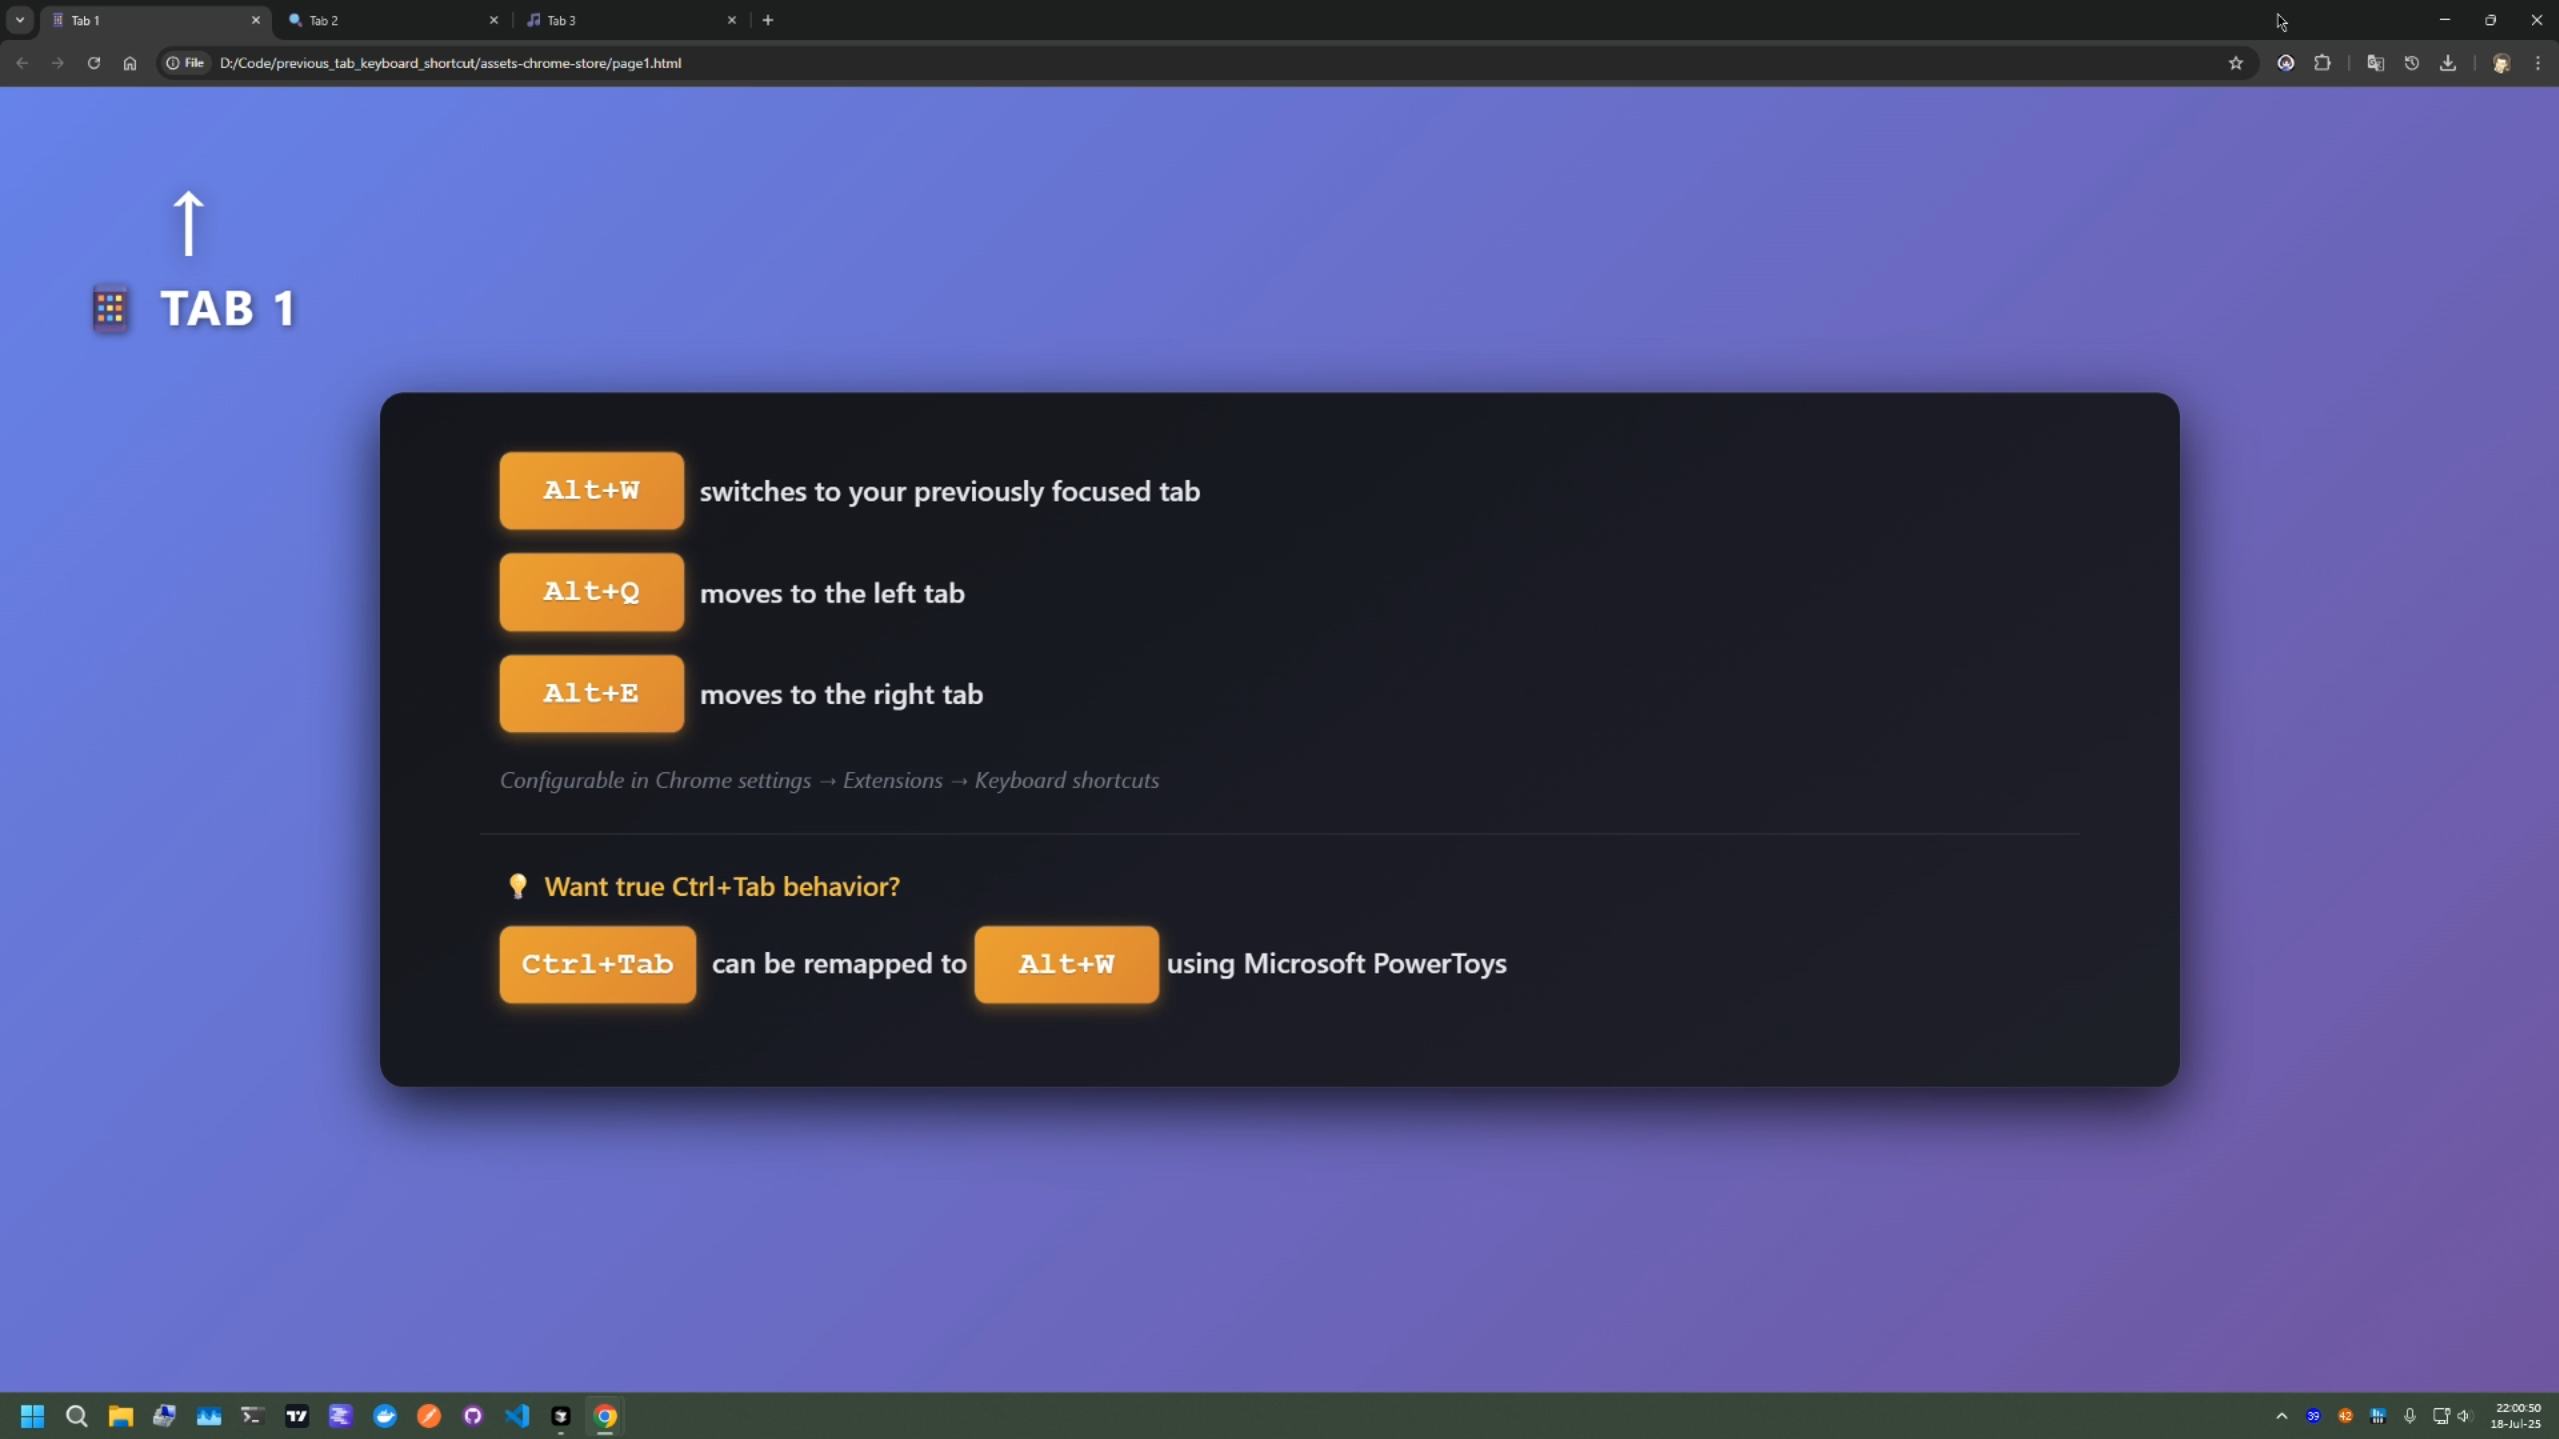 Tab 1
Tab 2
Tab 3
File
D:/Code/previous_tab_keyboard_shortcut/assets-chrome-store/page1.html
↑
TAB 1
Alt+W switches to your previously focused tab
Alt+Q moves to the left tab
Alt+E moves to the right tab
Configurable in Chrome settings → Extensions → Keyboard shortcuts
Want true Ctrl+Tab behavior?
Ctrl+Tab can be remapped to Alt+W using Microsoft PowerToys
39
42
22:00:50
18-Jul-25